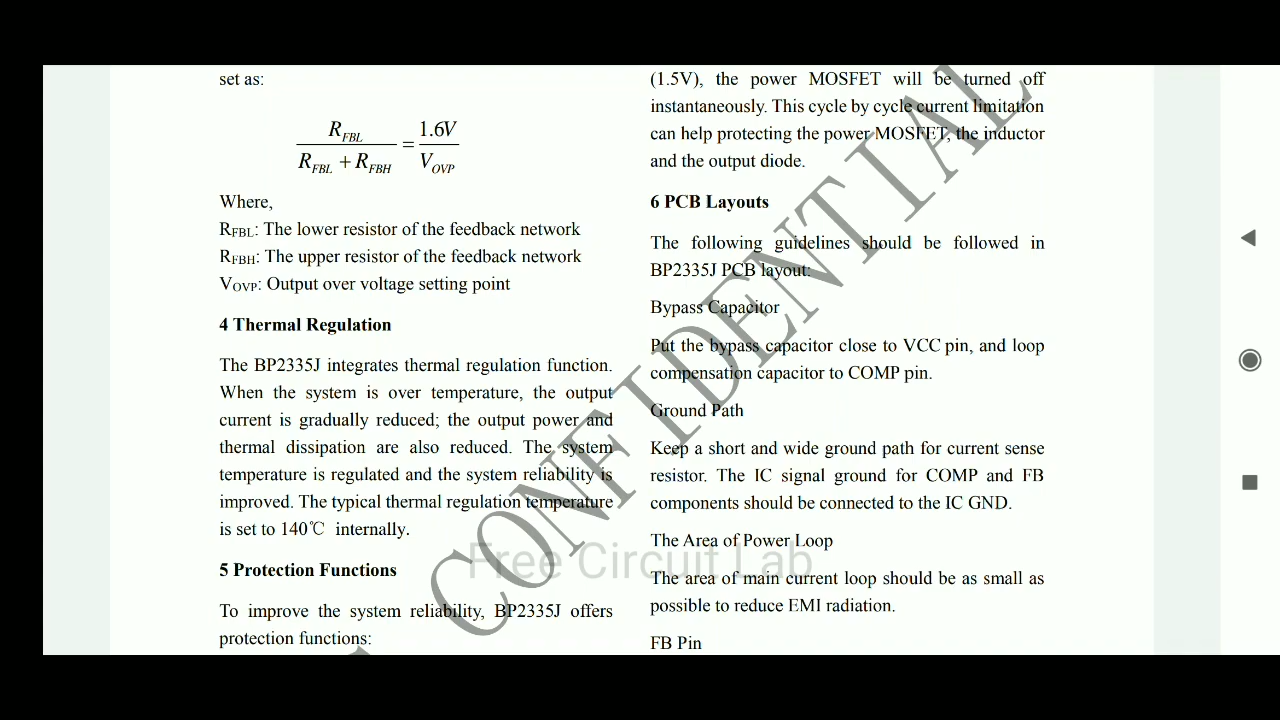 set as:
R_FBL / (R_FBL + R_FBH) = 1.6V / V_OVP
Where,
RFBL: The lower resistor of the feedback network
RFBH: The upper resistor of the feedback network
VOVP: Output over voltage setting point
4 Thermal Regulation
The BP2335J integrates thermal regulation function.
When the system is over temperature, the output
current is gradually reduced; the output power and
thermal dissipation are also reduced. The system
temperature is regulated and the system reliability is
improved. The typical thermal regulation temperature
is set to 140℃ internally.
5 Protection Functions
To improve the system reliability, BP2335J offers
protection functions:
(1.5V), the power MOSFET will be turned off
instantaneously. This cycle by cycle current limitation
can help protecting the power MOSFET, the inductor
and the output diode.
6 PCB Layouts
The following guidelines should be followed in
BP2335J PCB layout:
Bypass Capacitor
Put the bypass capacitor close to VCC pin, and loop
compensation capacitor to COMP pin.
Ground Path
Keep a short and wide ground path for current sense
resistor. The IC signal ground for COMP and FB
components should be connected to the IC GND.
The Area of Power Loop
The area of main current loop should be as small as
possible to reduce EMI radiation.
FB Pin
CONFIDENTIAL
Free Circuit Lab